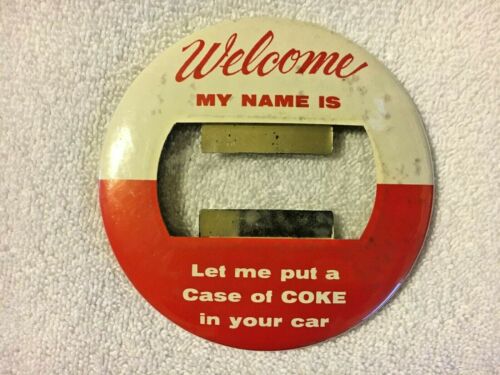 Welcome
MY NAME IS
Let me put a
Case of COKE
in your car